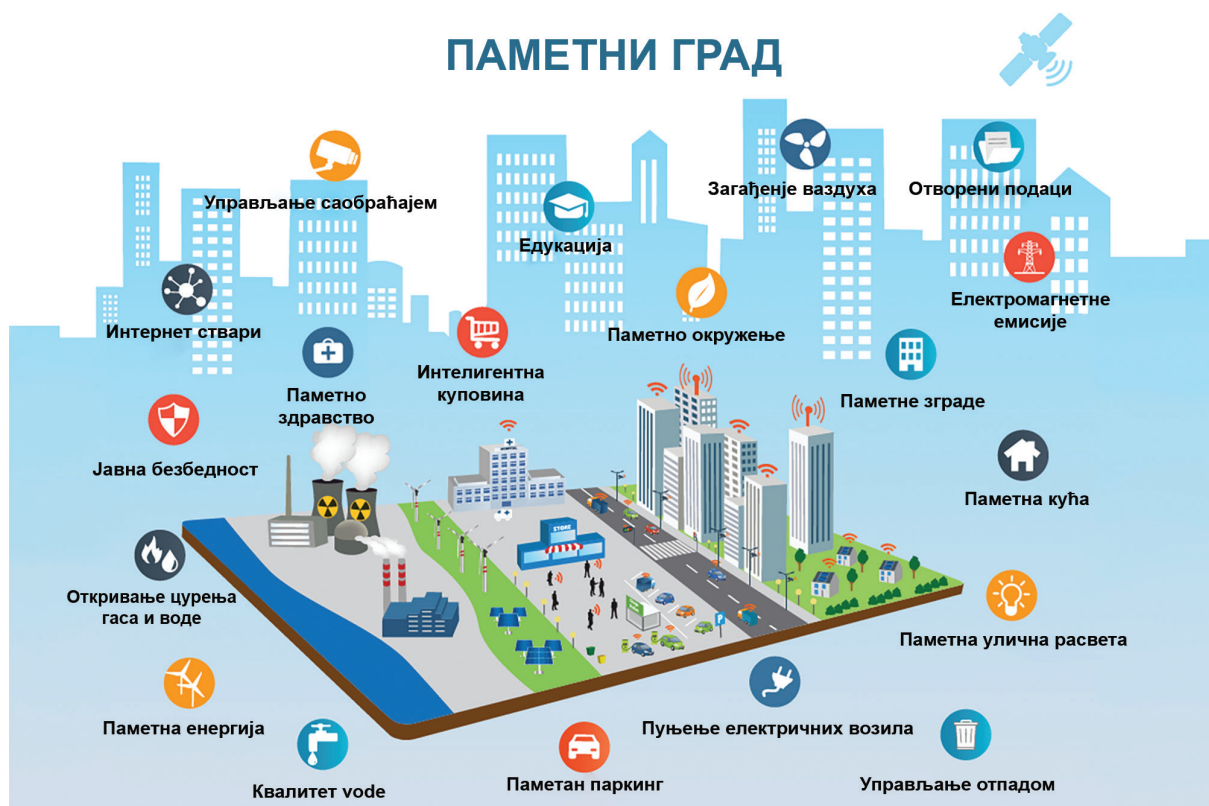 ПАМЕТНИ ГРАД
Управљање саобраћајем
Едукација
Загађенје ваздуха
Отворени подаци
Интернет ствари
Паметно
здравство
Интелигентна
куповина
Паметно окружење
Електромагнетне
емисије
Паметне зграде
Јавна безбедност
Паметна кућа
STORE
Откривање цурења
гаса и воде
P
Паметна улична расвета
Паметна енергија
Квалитет vode
Паметан паркинг
Пуњење електричних возила
Управљање отпадом